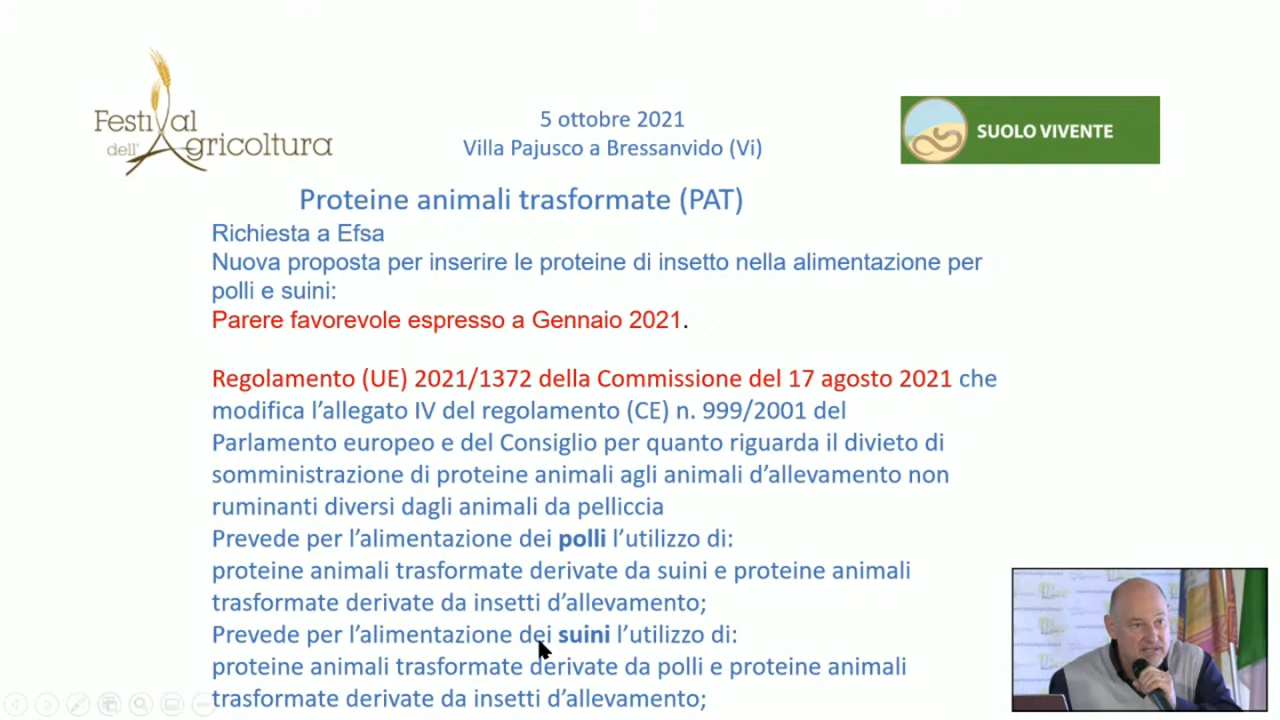 Festival
dell'Agricoltura
5 ottobre 2021
Villa Pajusco a Bressanvido (Vi)
SUOLO VIVENTE
Proteine animali trasformate (PAT)
Richiesta a Efsa
Nuova proposta per inserire le proteine di insetto nella alimentazione per
polli e suini:
Parere favorevole espresso a Gennaio 2021.
Regolamento (UE) 2021/1372 della Commissione del 17 agosto 2021 che
modifica l’allegato IV del regolamento (CE) n. 999/2001 del
Parlamento europeo e del Consiglio per quanto riguarda il divieto di
somministrazione di proteine animali agli animali d’allevamento non
ruminanti diversi dagli animali da pelliccia
Prevede per l’alimentazione dei polli l’utilizzo di:
proteine animali trasformate derivate da suini e proteine animali
trasformate derivate da insetti d’allevamento;
Prevede per l’alimentazione dei suini l’utilizzo di:
proteine animali trasformate derivate da polli e proteine animali
trasformate derivate da insetti d’allevamento;